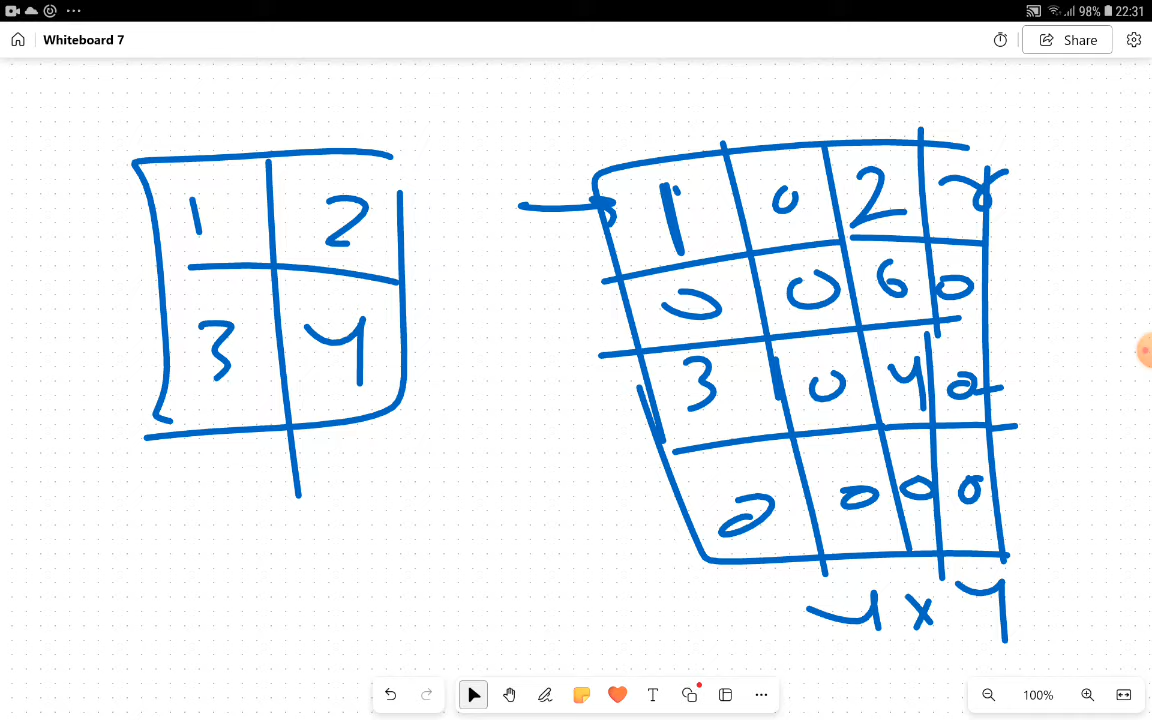 98% 22:31
Whiteboard 7
Share
1 2
3 4
1 0 2 0
0 0 0 0
3 0 4 0
0 0 0 0
4 x 4
100%